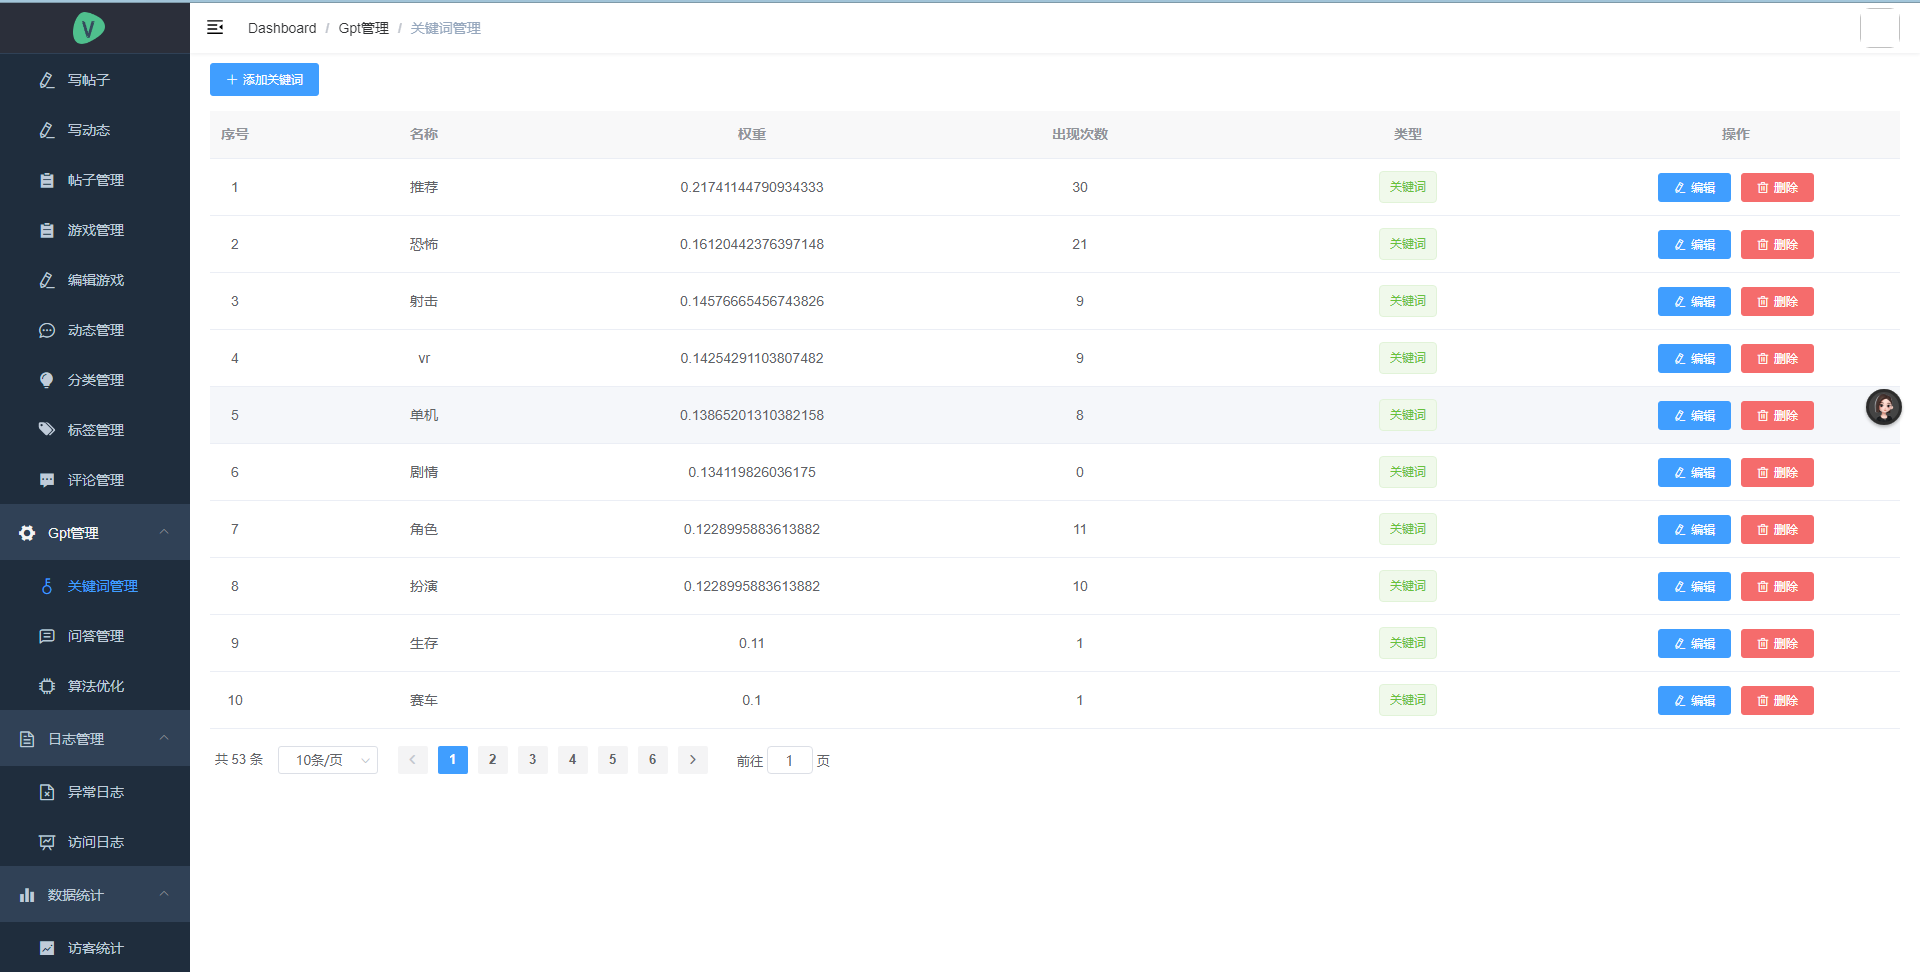 V
Dashboard / Gpt管理 / 关键词管理
写帖子
写动态
帖子管理
游戏管理
编辑游戏
动态管理
分类管理
标签管理
评论管理
Gpt管理
关键词管理
问答管理
算法优化
日志管理
异常日志
访问日志
数据统计
访客统计
+ 添加关键词
序号 名称 权重 出现次数 类型 操作
1 推荐 0.21741144790934333 30 关键词 编辑 删除
2 恐怖 0.16120442376397148 21 关键词 编辑 删除
3 射击 0.14576665456743826 9 关键词 编辑 删除
4 vr 0.14254291103807482 9 关键词 编辑 删除
5 单机 0.13865201310382158 8 关键词 编辑 删除
6 剧情 0.134119826036175 0 关键词 编辑 删除
7 角色 0.1228995883613882 11 关键词 编辑 删除
8 扮演 0.1228995883613882 10 关键词 编辑 删除
9 生存 0.11 1 关键词 编辑 删除
10 赛车 0.1 1 关键词 编辑 删除
共 53 条 10条/页 < 1 2 3 4 5 6 > 前往 1 页